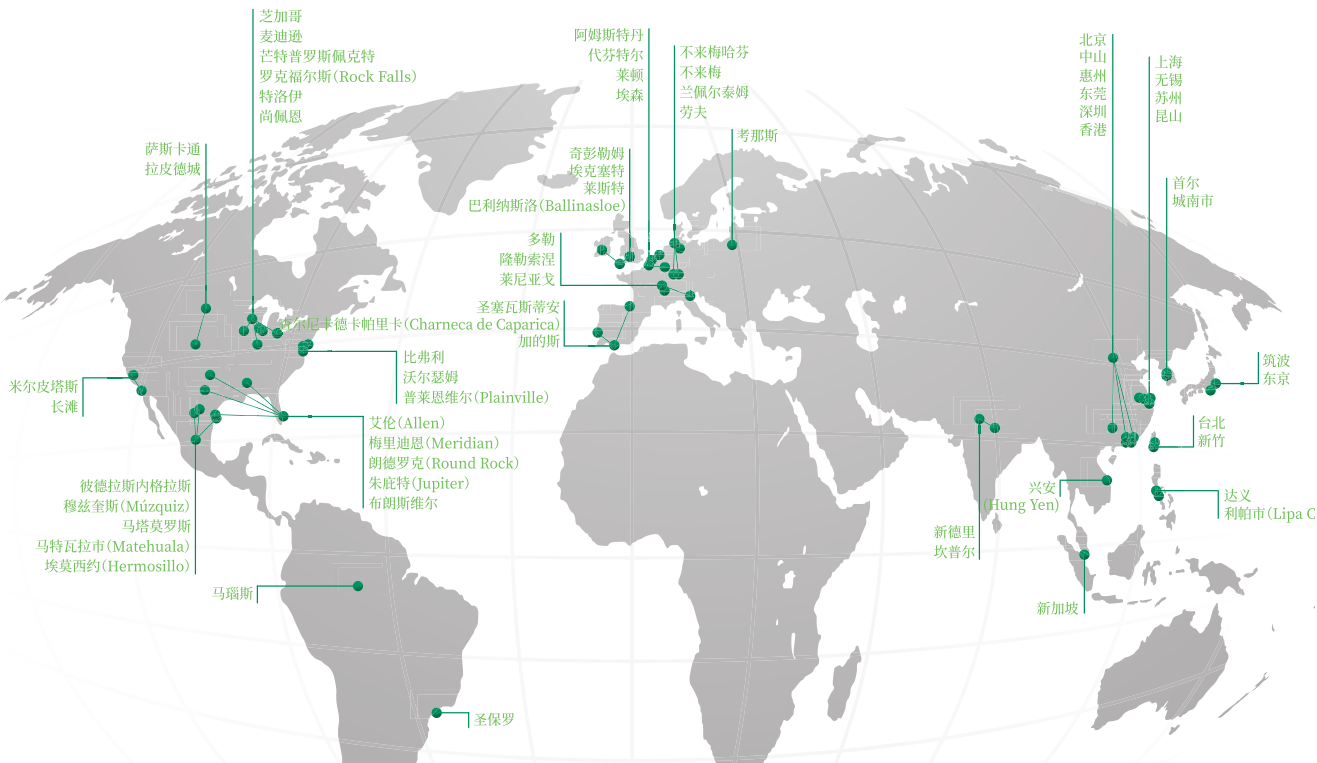 芝加哥
麦迪逊
芒特普罗斯佩克特
罗克福尔斯(Rock Falls)
特洛伊
尚佩恩
萨斯卡通
拉皮德城
阿姆斯特丹
代芬特尔
莱顿
埃森
不来梅哈芬
不来梅
兰佩尔泰姆
劳夫
考那斯
奇彭勒姆
埃克塞特
莱斯特
巴利纳斯洛(Ballinasloe)
多勒
隆勒索涅
莱尼亚戈
圣塞瓦斯蒂安
查尔尼卡德卡帕里卡(Charneca de Caparica)
加的斯
北京
中山
惠州
东莞
深圳
香港
上海
无锡
苏州
昆山
首尔
城南市
筑波
东京
台北
新竹
达义
利帕市(Lipa C
兴安
(Hung Yen)
新德里
坎普尔
新加坡
米尔皮塔斯
长滩
比弗利
沃尔瑟姆
普莱恩维尔(Plainville)
艾伦(Allen)
梅里迪恩(Meridian)
朗德罗克(Round Rock)
朱庇特(Jupiter)
布朗斯维尔
彼德拉斯内格拉斯
穆兹奎斯(Múzquiz)
马塔莫罗斯
马特瓦拉市(Matehuala)
埃莫西约(Hermosillo)
马瑙斯
圣保罗